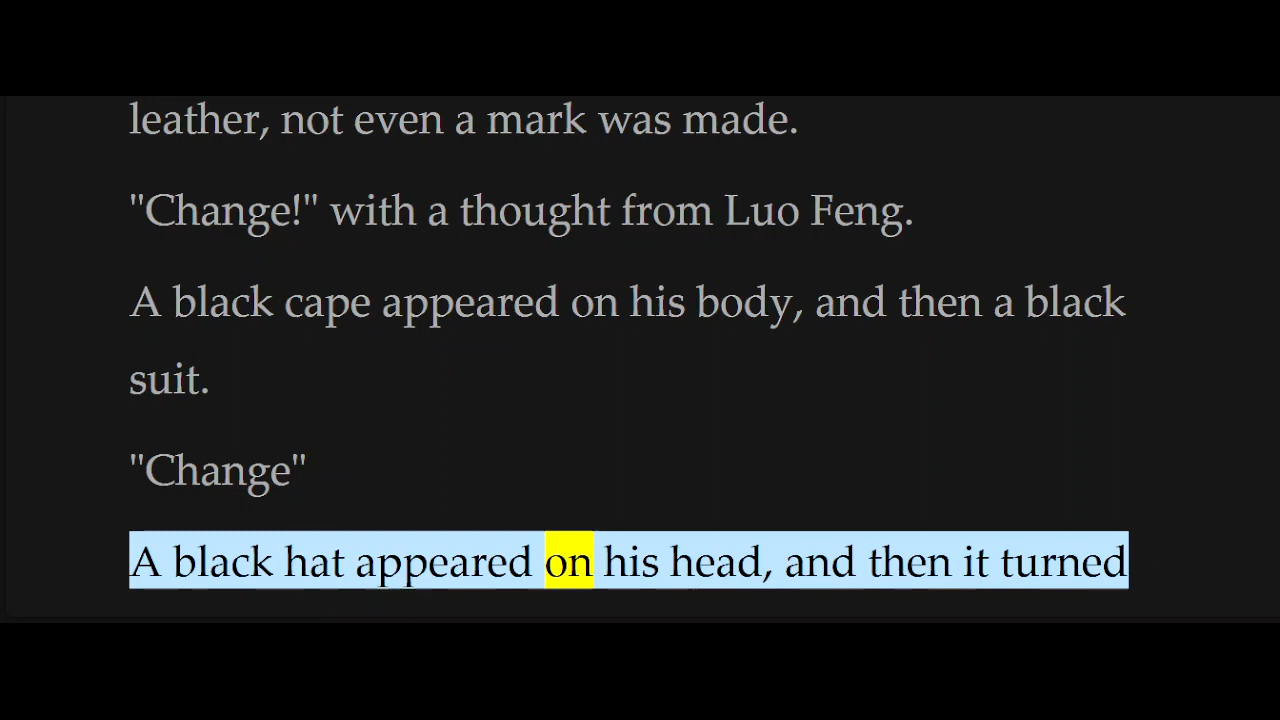 leather, not even a mark was made.
"Change!" with a thought from Luo Feng.
A black cape appeared on his body, and then a black
suit.
"Change"
A black hat appeared on his head, and then it turned